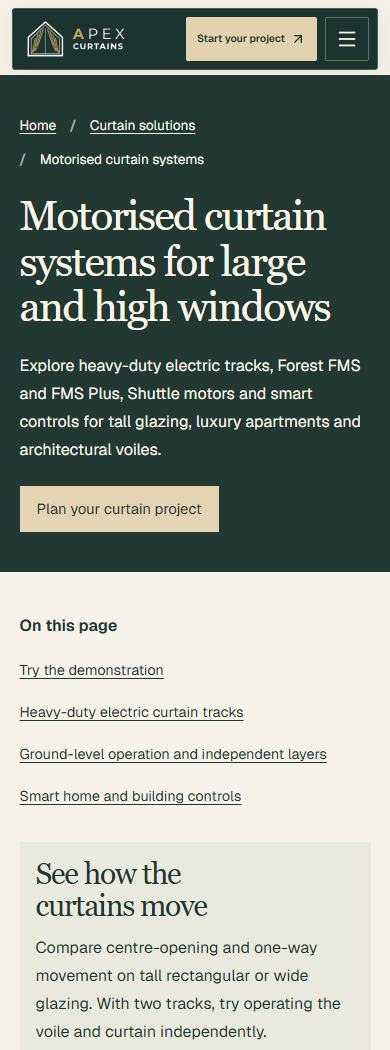 APEX
CURTAINS
Start your project
Home / Curtain solutions
/ Motorised curtain systems
Motorised curtain
systems for large
and high windows
Explore heavy-duty electric tracks, Forest FMS
and FMS Plus, Shuttle motors and smart
controls for tall glazing, luxury apartments and
architectural voiles.
Plan your curtain project
On this page
Try the demonstration
Heavy-duty electric curtain tracks
Ground-level operation and independent layers
Smart home and building controls
See how the
curtains move
Compare centre-opening and one-way
movement on tall rectangular or wide
glazing. With two tracks, try operating the
voile and curtain independently.